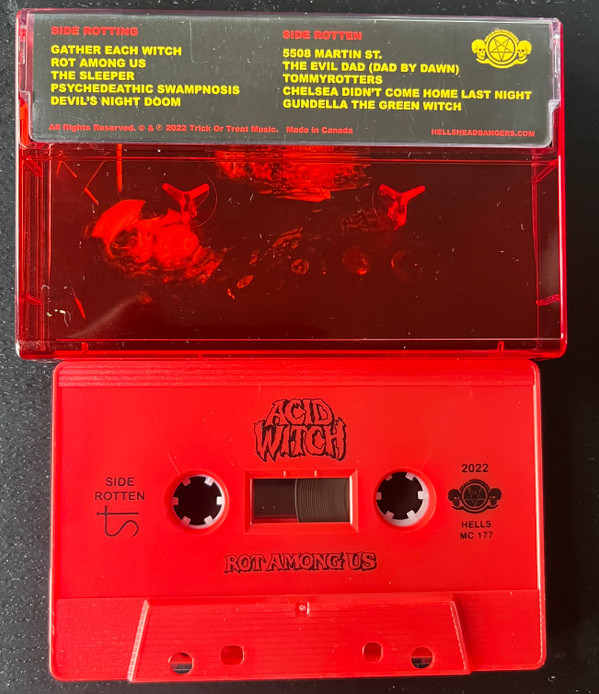 SIDE ROTTING
GATHER EACH WITCH
ROT AMONG US
THE SLEEPER
PSYCHEDEATHIC SWAMPNOSIS
DEVIL'S NIGHT DOOM
SIDE ROTTEN
5508 MARTIN ST.
THE EVIL DAD (DAD BY DAWN)
TOMMYROTTERS
CHELSEA DIDN'T COME HOME LAST NIGHT
GUNDELLA THE GREEN WITCH
All Rights Reserved. © & ℗ 2022 Trick Or Treat Music. Made in Canada
HELLSHEADBANGERS.COM
ACID
WITCH
SIDE
ROTTEN
st
2022
HELLS
MC 177
ROT AMONG US